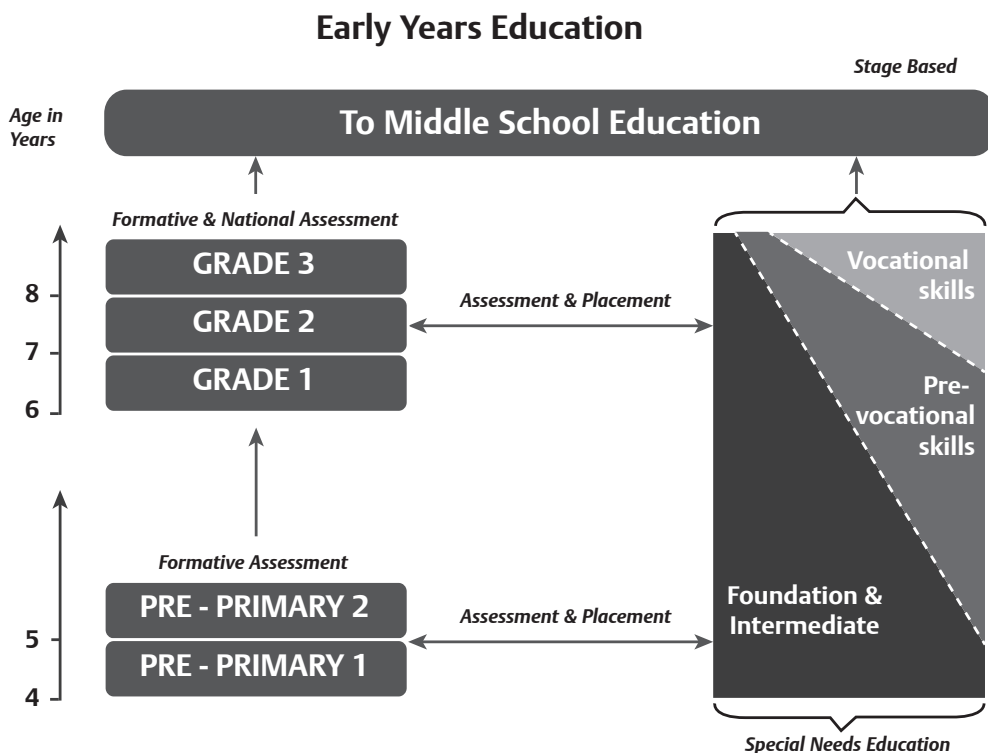 Early Years Education
Stage Based
Age in
Years
To Middle School Education
Formative & National Assessment
GRADE 3
8
GRADE 2
7
GRADE 1
6
Assessment & Placement
Vocational
skills
Pre-
vocational
skills
Formative Assessment
PRE - PRIMARY 2
5
PRE - PRIMARY 1
4
Assessment & Placement
Foundation &
Intermediate
Special Needs Education